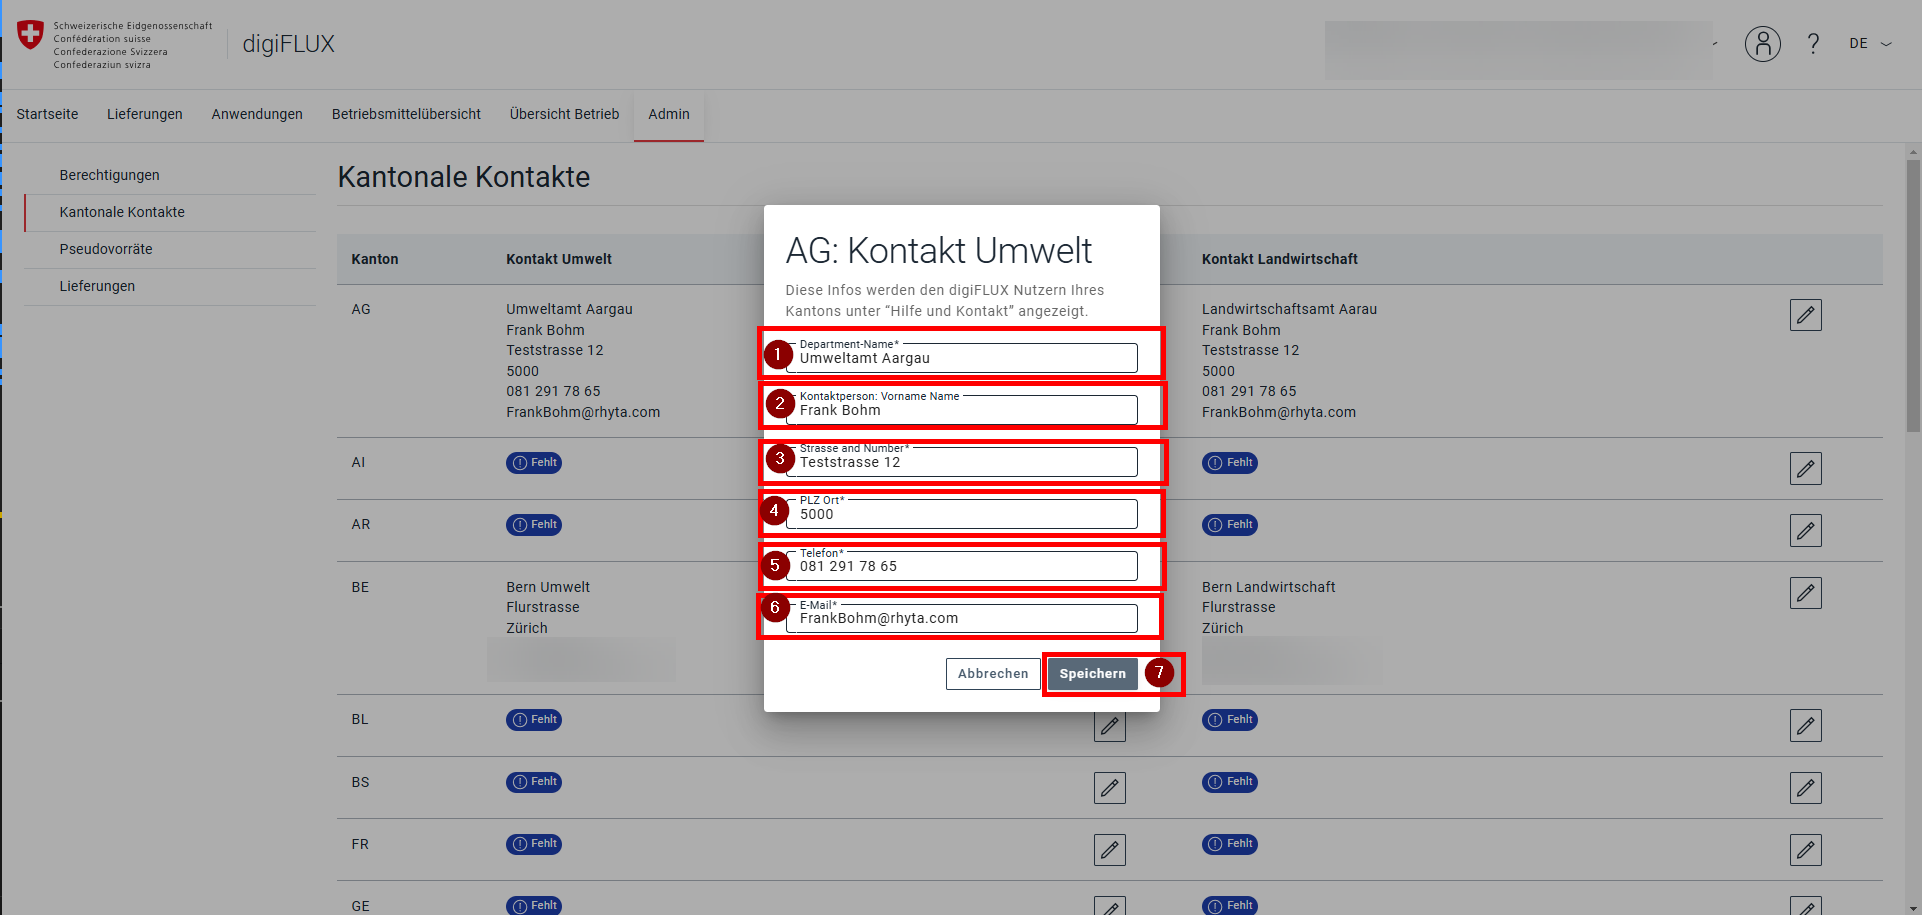 Schweizerische Eidgenossenschaft
Confédération suisse
Confederazione Svizzera
Confederaziun svizra
digiFLUX
?
DE
Startseite
Lieferungen
Anwendungen
Betriebsmittelübersicht
Übersicht Betrieb
Admin
Berechtigungen
Kantonale Kontakte
Pseudovorräte
Lieferungen
Kantonale Kontakte
Kanton
Kontakt Umwelt
Kontakt Landwirtschaft
AG
Umweltamt Aargau
Frank Bohm
Teststrasse 12
5000
081 291 78 65
FrankBohm@rhyta.com
Landwirtschaftsamt Aarau
Frank Bohm
Teststrasse 12
5000
081 291 78 65
FrankBohm@rhyta.com
AI
Fehlt
Fehlt
AR
Fehlt
Fehlt
BE
Bern Umwelt
Flurstrasse
Zürich
Bern Landwirtschaft
Flurstrasse
Zürich
BL
Fehlt
Fehlt
BS
Fehlt
Fehlt
FR
Fehlt
Fehlt
GE
Fehlt
Fehlt
AG: Kontakt Umwelt
Diese Infos werden den digiFLUX Nutzern Ihres
Kantons unter “Hilfe und Kontakt” angezeigt.
1
Department-Name*
Umweltamt Aargau
2
Kontaktperson: Vorname Name
Frank Bohm
3
Strasse and Number*
Teststrasse 12
4
PLZ Ort*
5000
5
Telefon*
081 291 78 65
6
E-Mail*
FrankBohm@rhyta.com
Abbrechen
Speichern
7